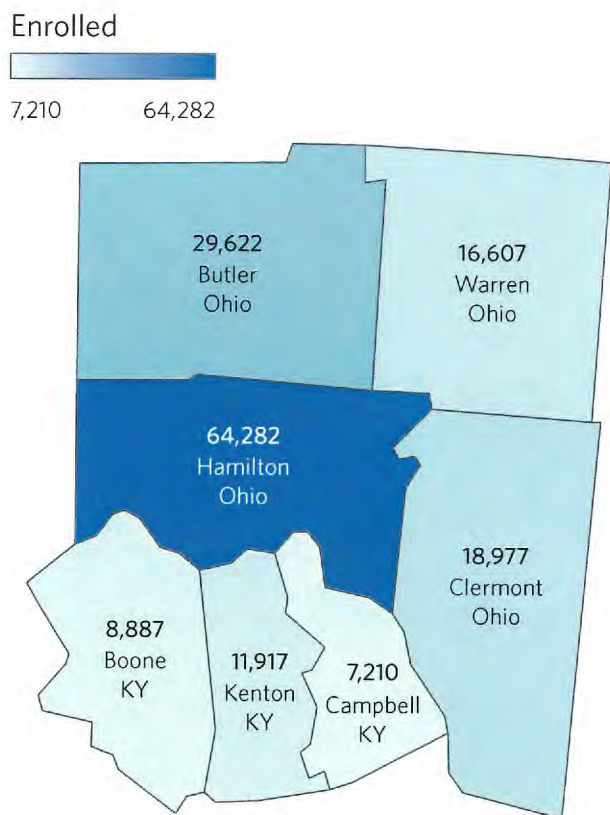 Enrolled
7,210 64,282
29,622
Butler
Ohio
16,607
Warren
Ohio
64,282
Hamilton
Ohio
18,977
Clermont
Ohio
8,887
Boone
KY
11,917
Kenton
KY
7,210
Campbell
KY